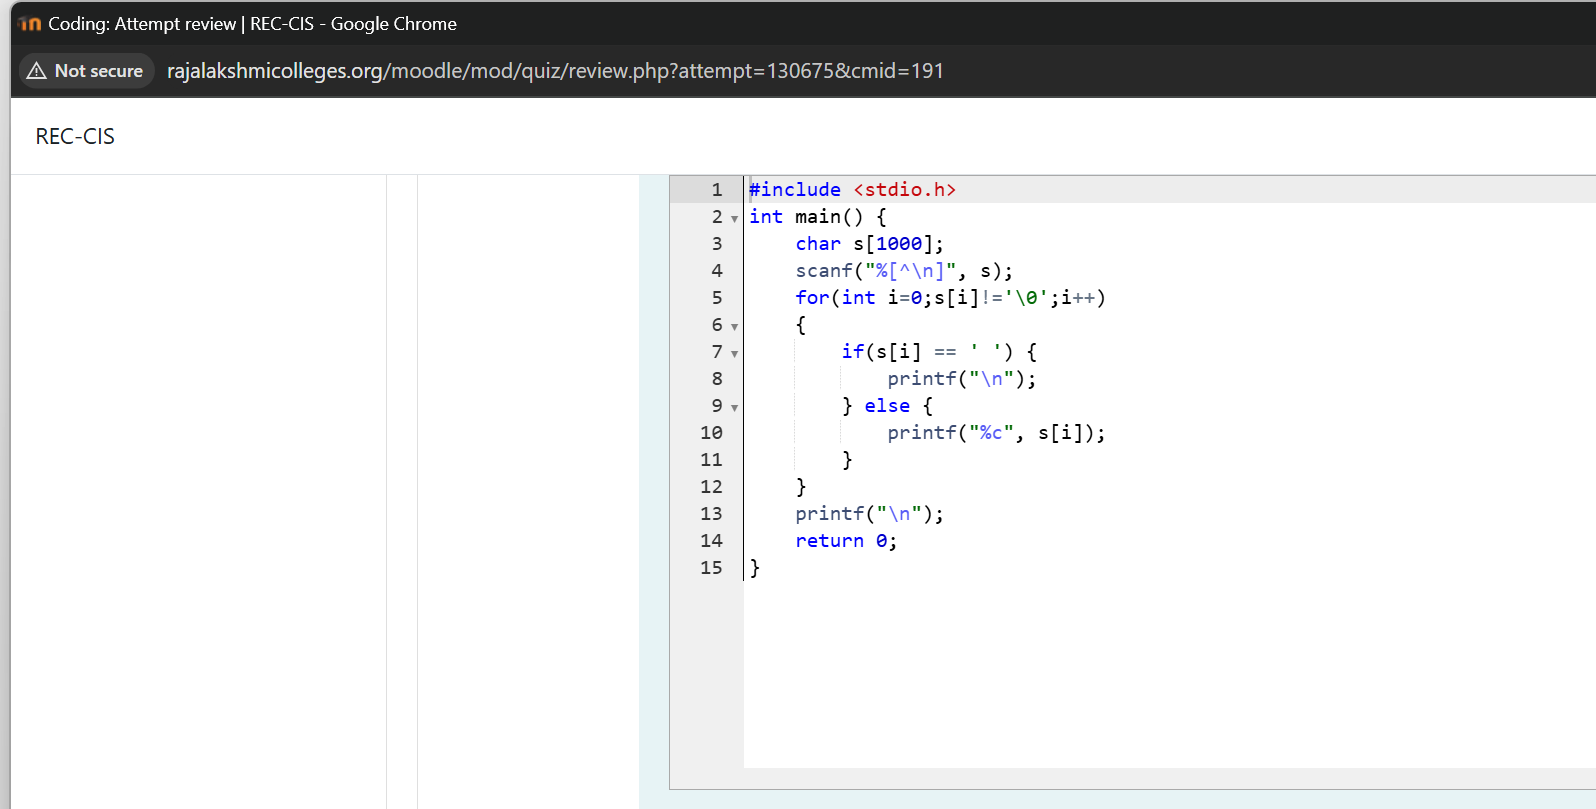 Coding: Attempt review | REC-CIS - Google Chrome
Not secure rajalakshmicolleges.org/moodle/mod/quiz/review.php?attempt=130675&cmid=191
REC-CIS
1 #include <stdio.h>
2 int main() {
3     char s[1000];
4     scanf("%[^\n]", s);
5     for(int i=0;s[i]!='\0';i++)
6     {
7         if(s[i] == ' ') {
8             printf("\n");
9         } else {
10             printf("%c", s[i]);
11         }
12     }
13     printf("\n");
14     return 0;
15 }